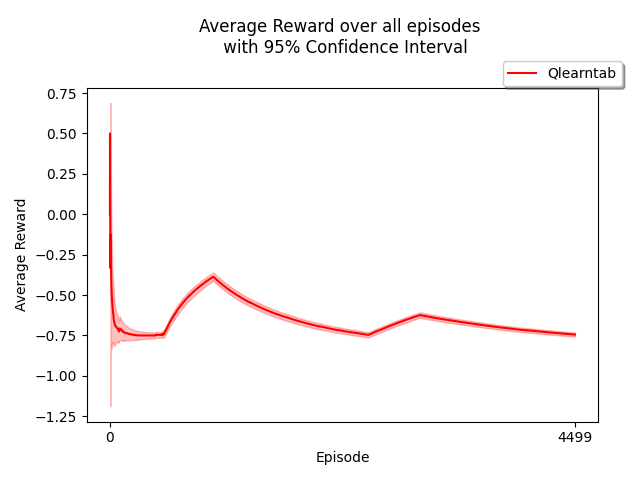 Average Reward over all episodes
with 95% Confidence Interval
Qlearntab
0.75
0.50
0.25
0.00
−0.25
−0.50
−0.75
−1.00
−1.25
Average Reward
0
4499
Episode